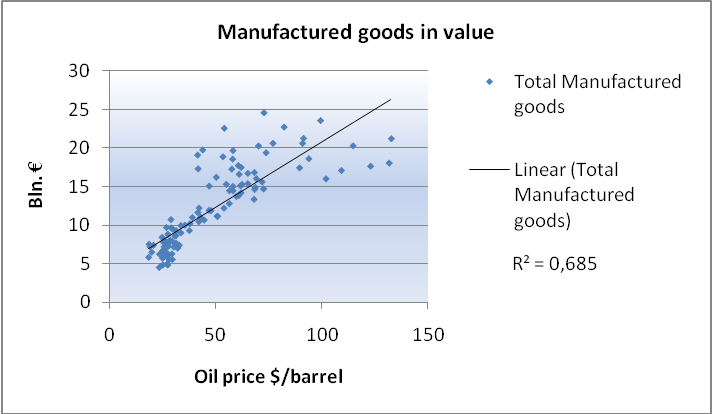 Manufactured goods in value
30
25
20
15
10
5
0
Bln. €
0 50 100 150
Oil price $/barrel
Total Manufactured
goods
Linear (Total
Manufactured
goods)
R² = 0,685